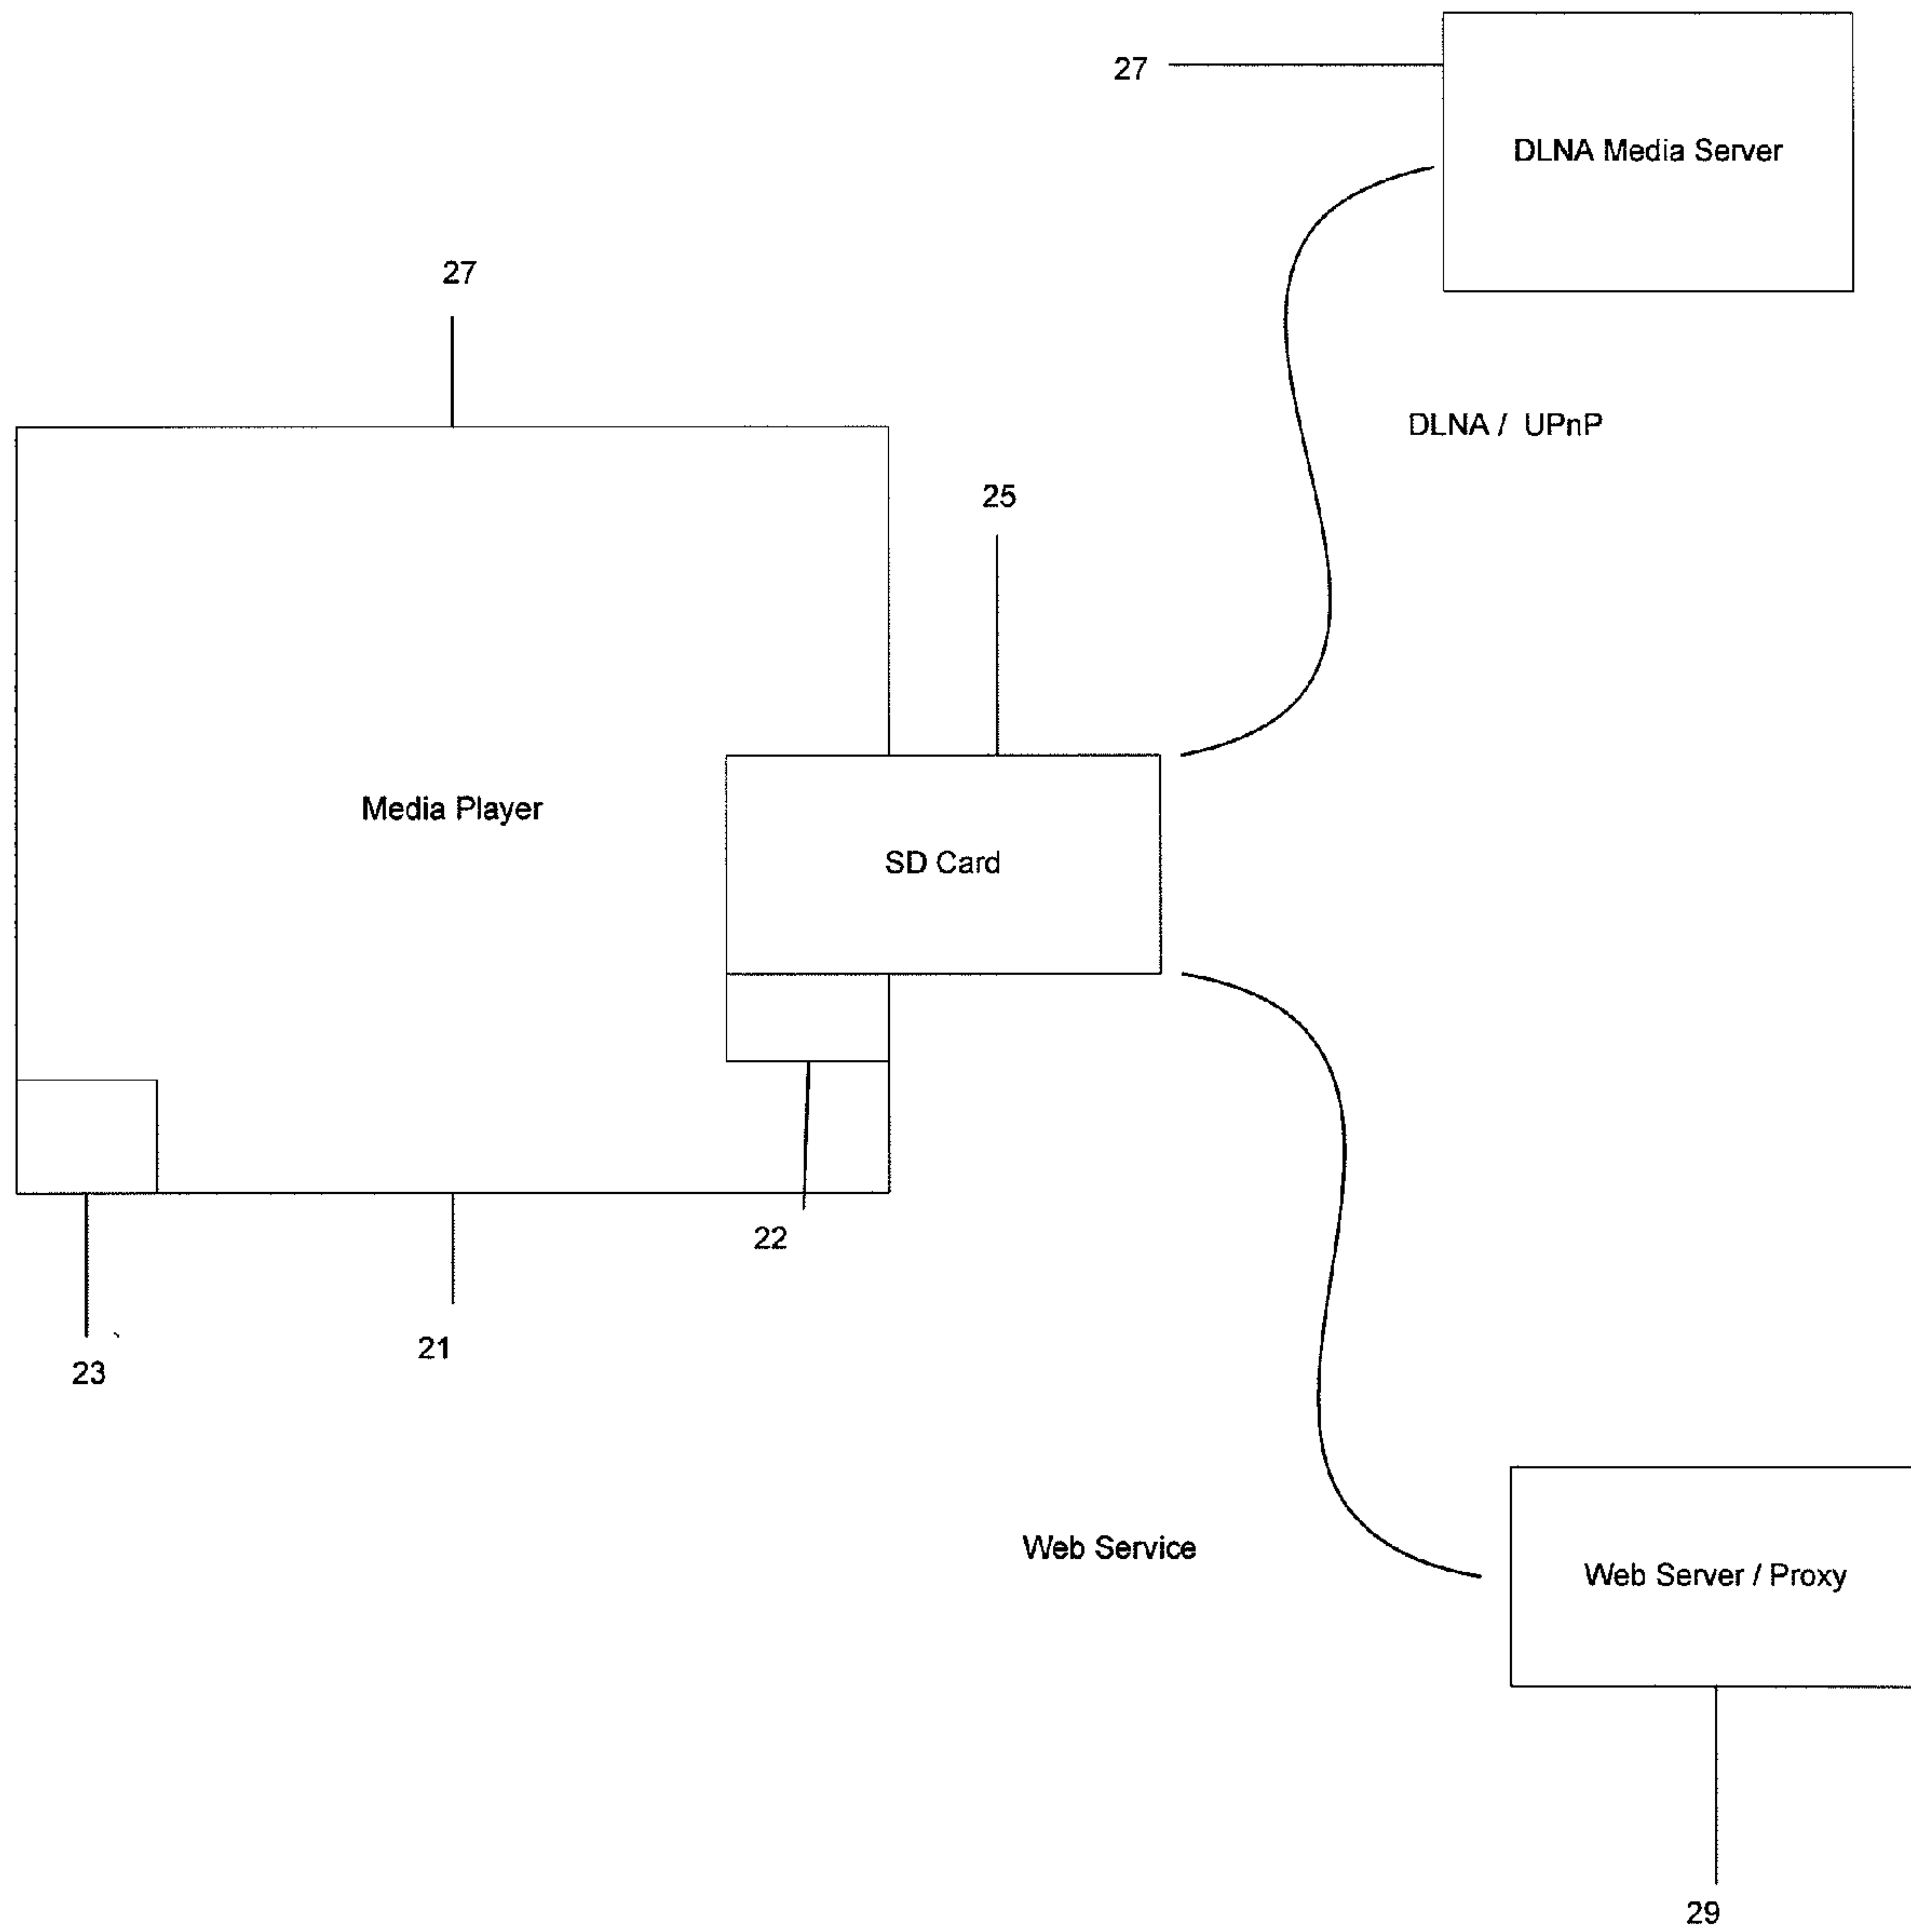 27
DLNA Media Server
27
DLNA / UPnP
25
Media Player
SD Card
22
21
23
Web Service
Web Server / Proxy
29